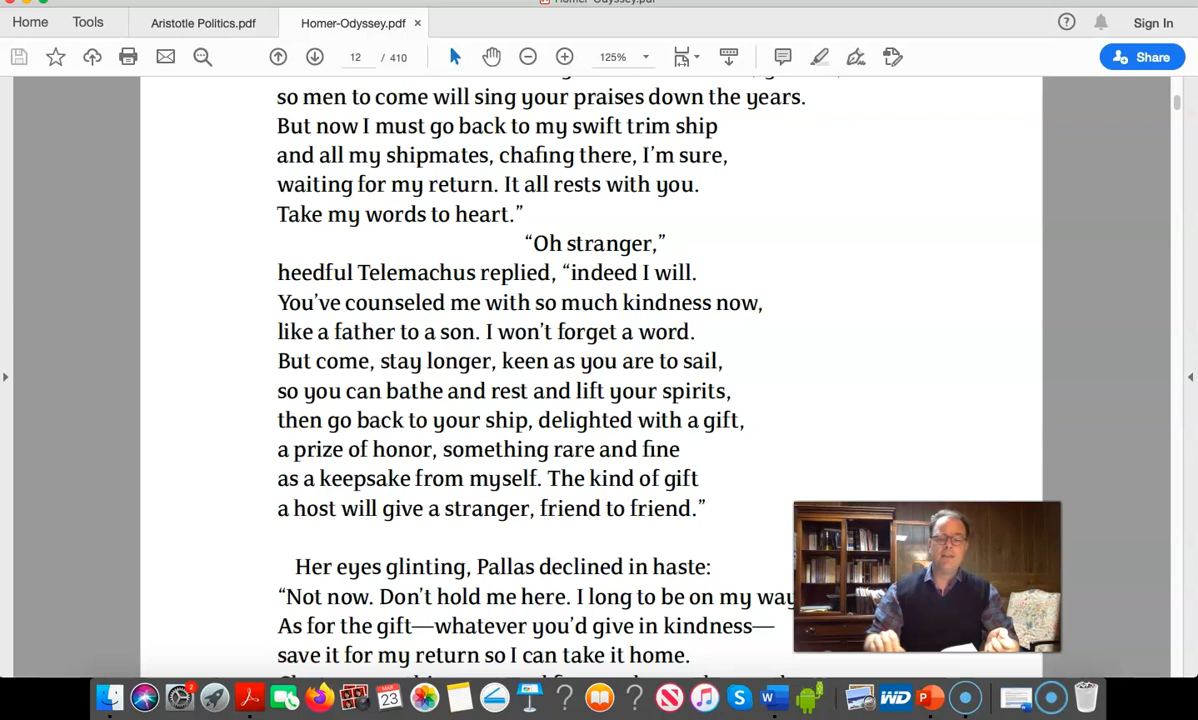 Homer-Odyssey.pdf
Home
Tools
Aristotle Politics.pdf
Homer-Odyssey.pdf ×
?
Sign In
12 / 410
125%
Share
so men to come will sing your praises down the years.
But now I must go back to my swift trim ship
and all my shipmates, chafing there, I’m sure,
waiting for my return. It all rests with you.
Take my words to heart.”
“Oh stranger,”
heedful Telemachus replied, “indeed I will.
You’ve counseled me with so much kindness now,
like a father to a son. I won’t forget a word.
But come, stay longer, keen as you are to sail,
so you can bathe and rest and lift your spirits,
then go back to your ship, delighted with a gift,
a prize of honor, something rare and fine
as a keepsake from myself. The kind of gift
a host will give a stranger, friend to friend.”
Her eyes glinting, Pallas declined in haste:
“Not now. Don’t hold me here. I long to be on my way
As for the gift—whatever you’d give in kindness—
save it for my return so I can take it home.
2
MAR
23
?
?
N
S
W
WD
P